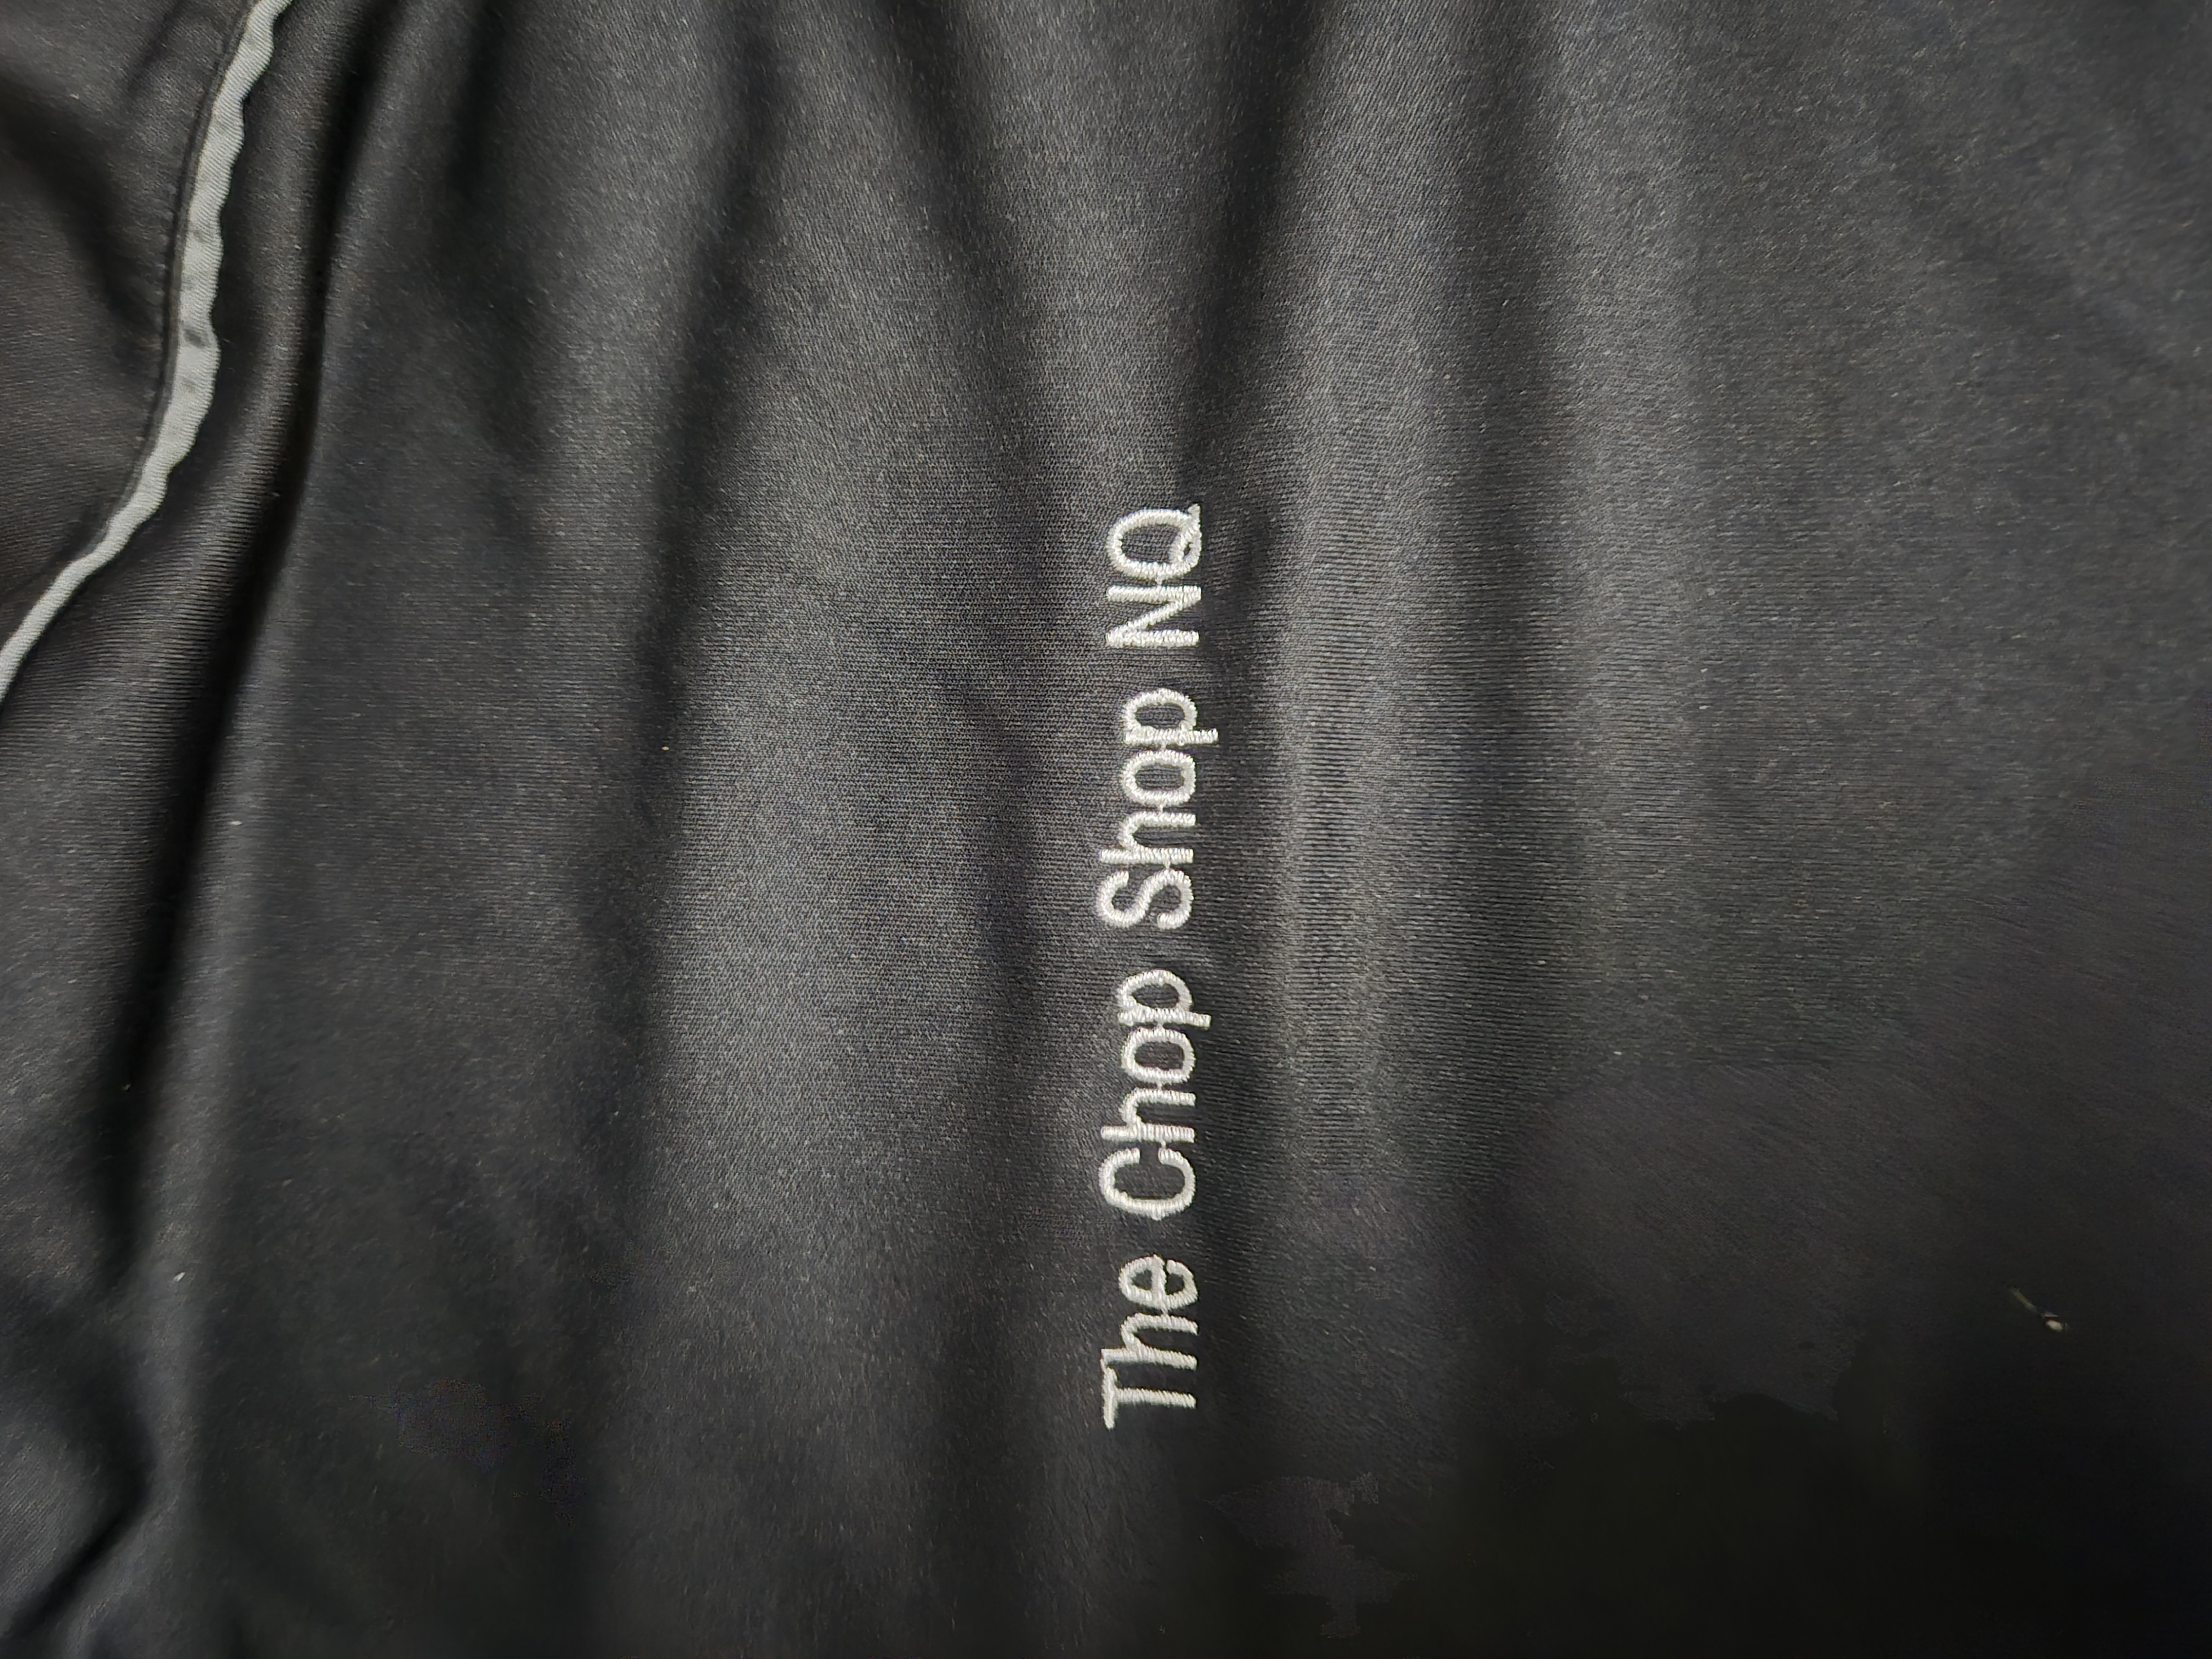 The Chop Shop NQ